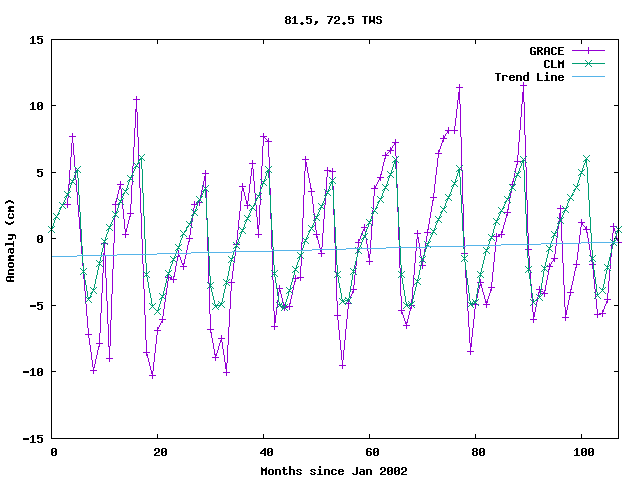 81.5, 72.5 TWS
GRACE
CLM
Trend Line
15
10
5
0
-5
-10
-15
Anomaly (cm)
0 20 40 60 80 100
Months since Jan 2002